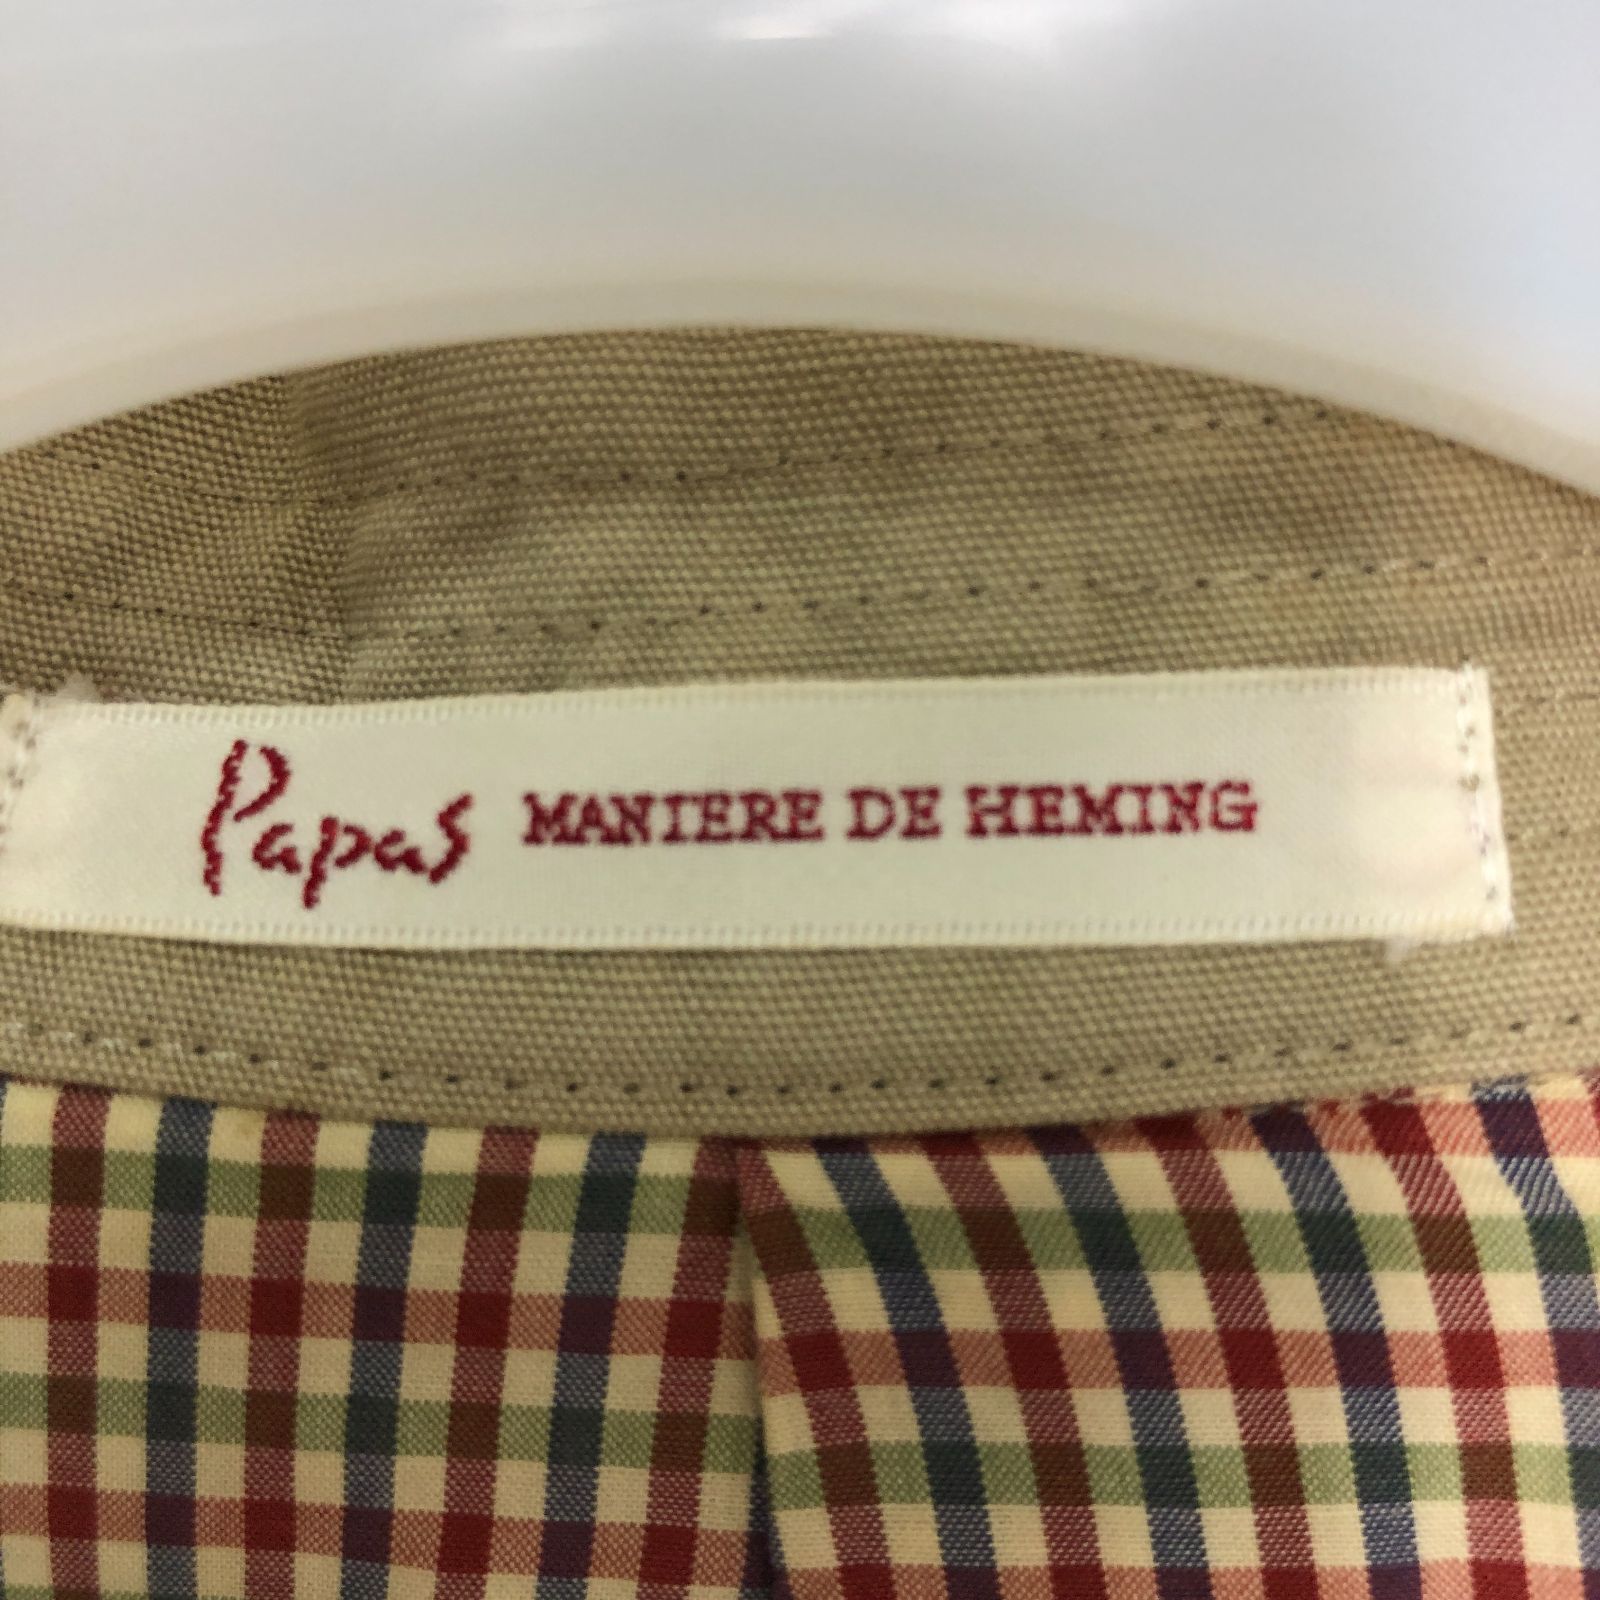 Papas MANIERE DE HEMING